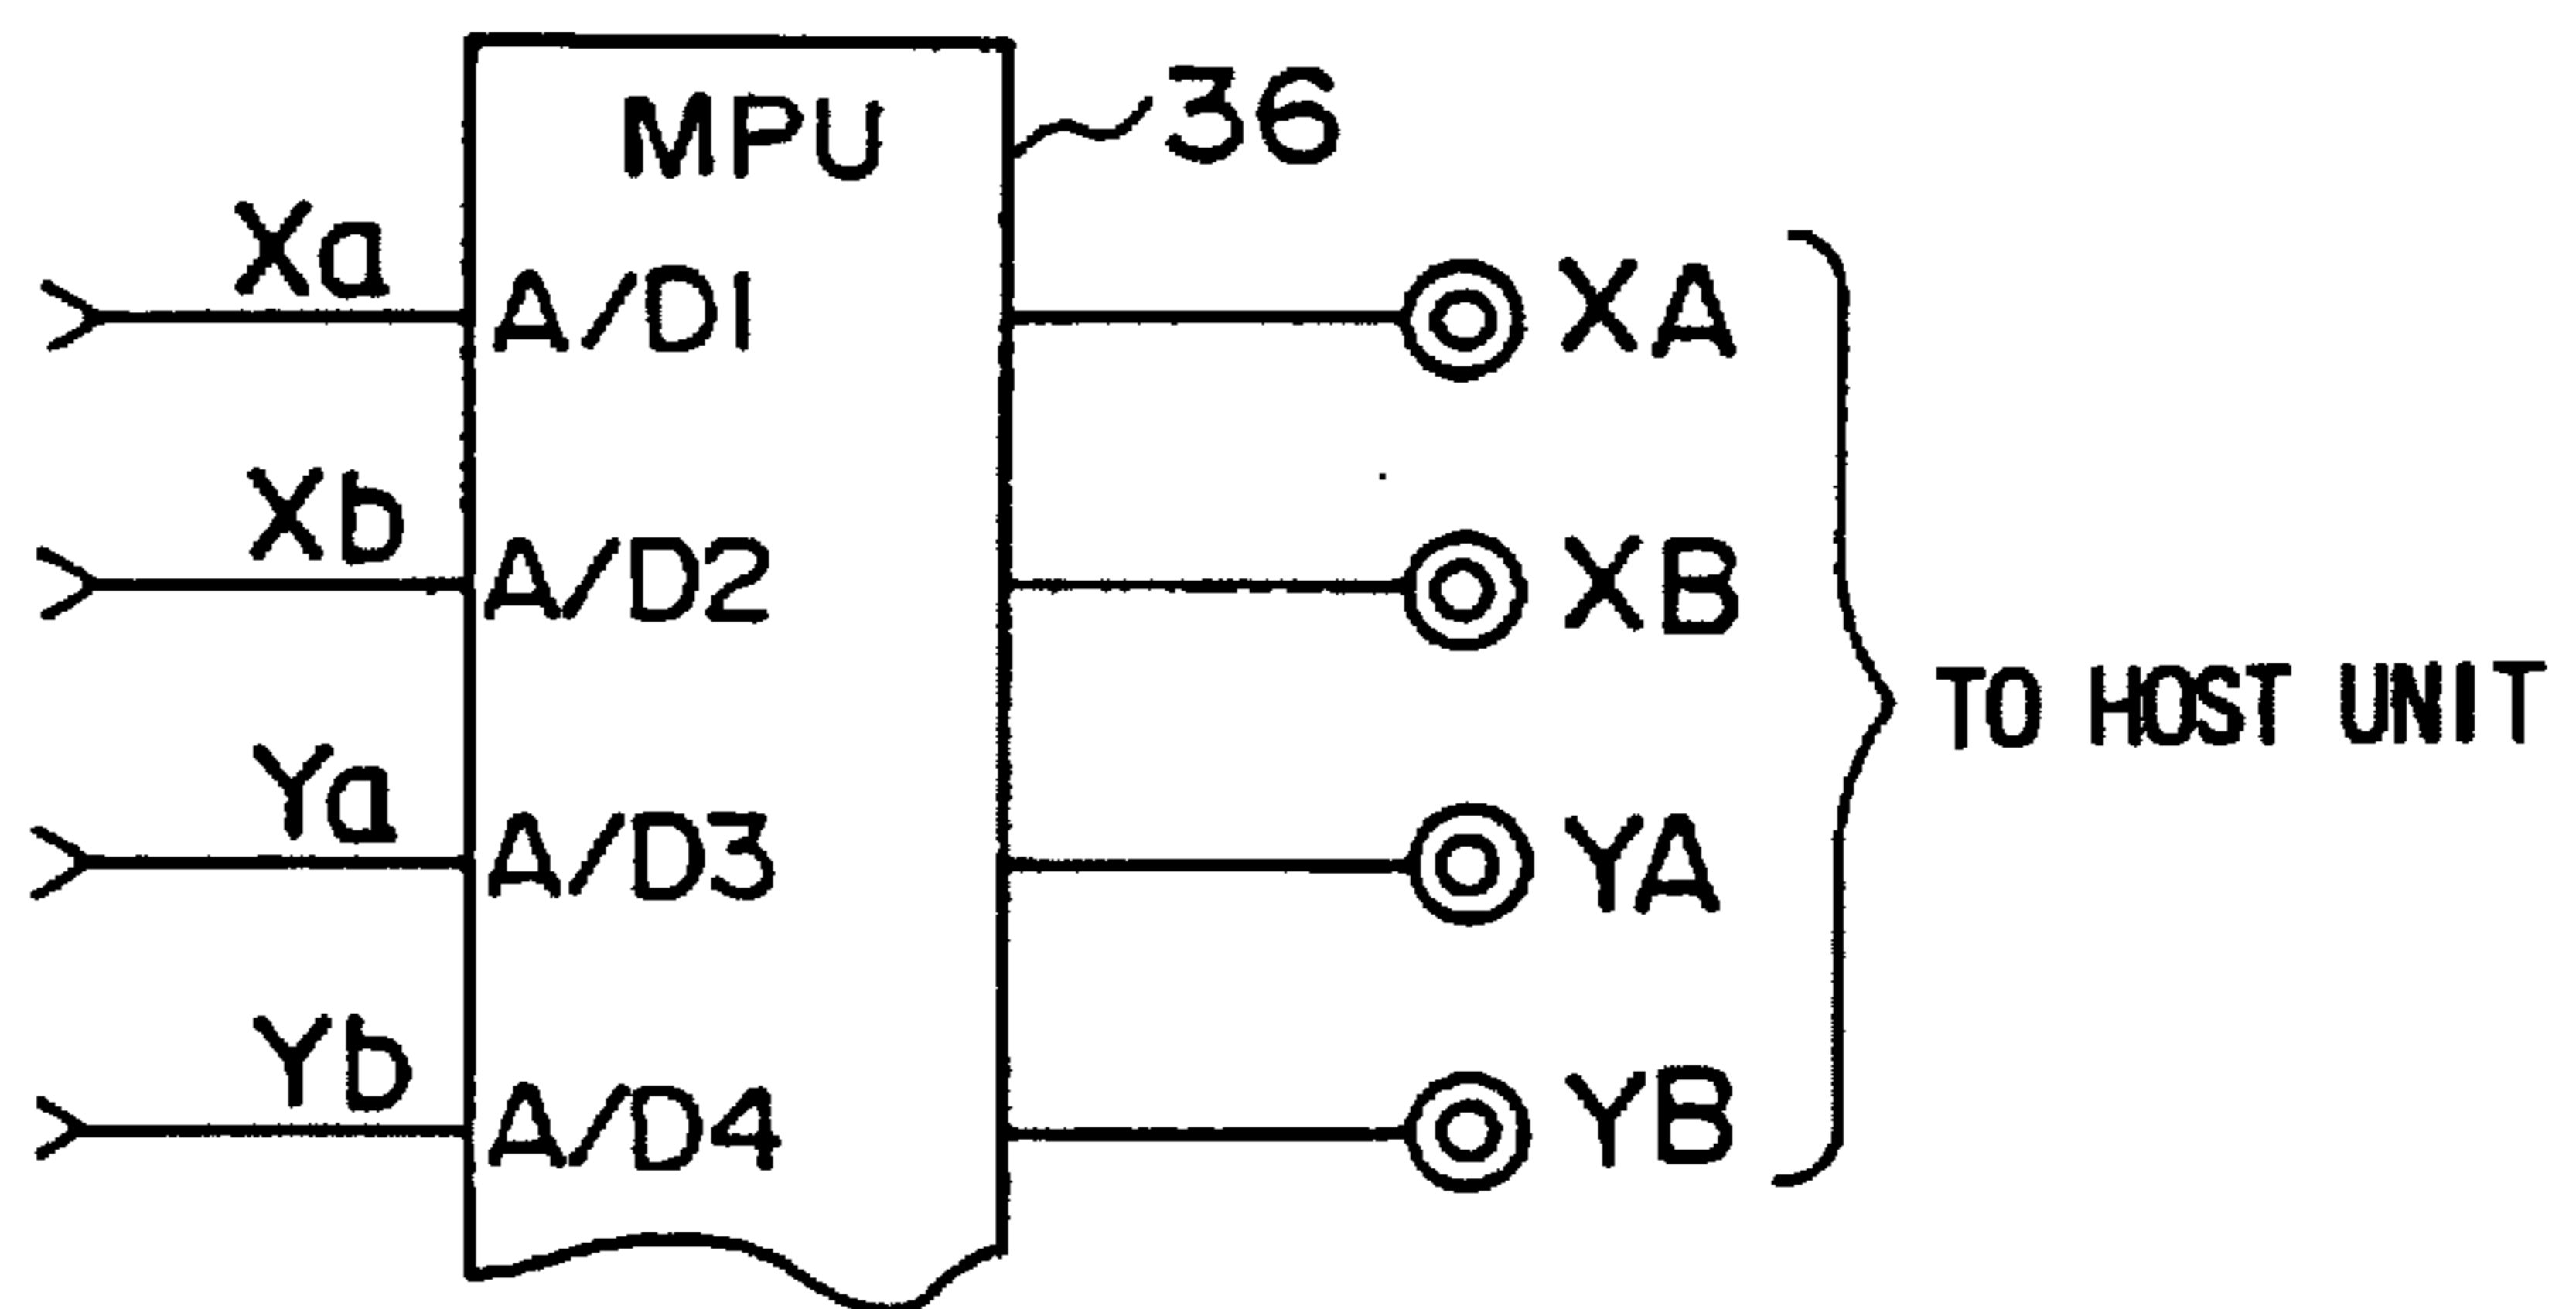 MPU
36
Xa
A/D1
XA
Xb
A/D2
XB
TO HOST UNIT
Ya
A/D3
YA
Yb
A/D4
YB